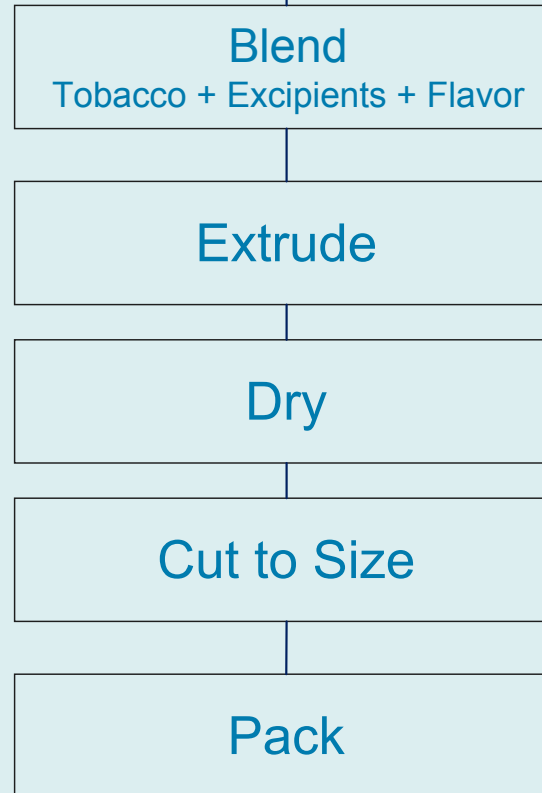 Blend
Tobacco + Excipients + Flavor
Extrude
Dry
Cut to Size
Pack